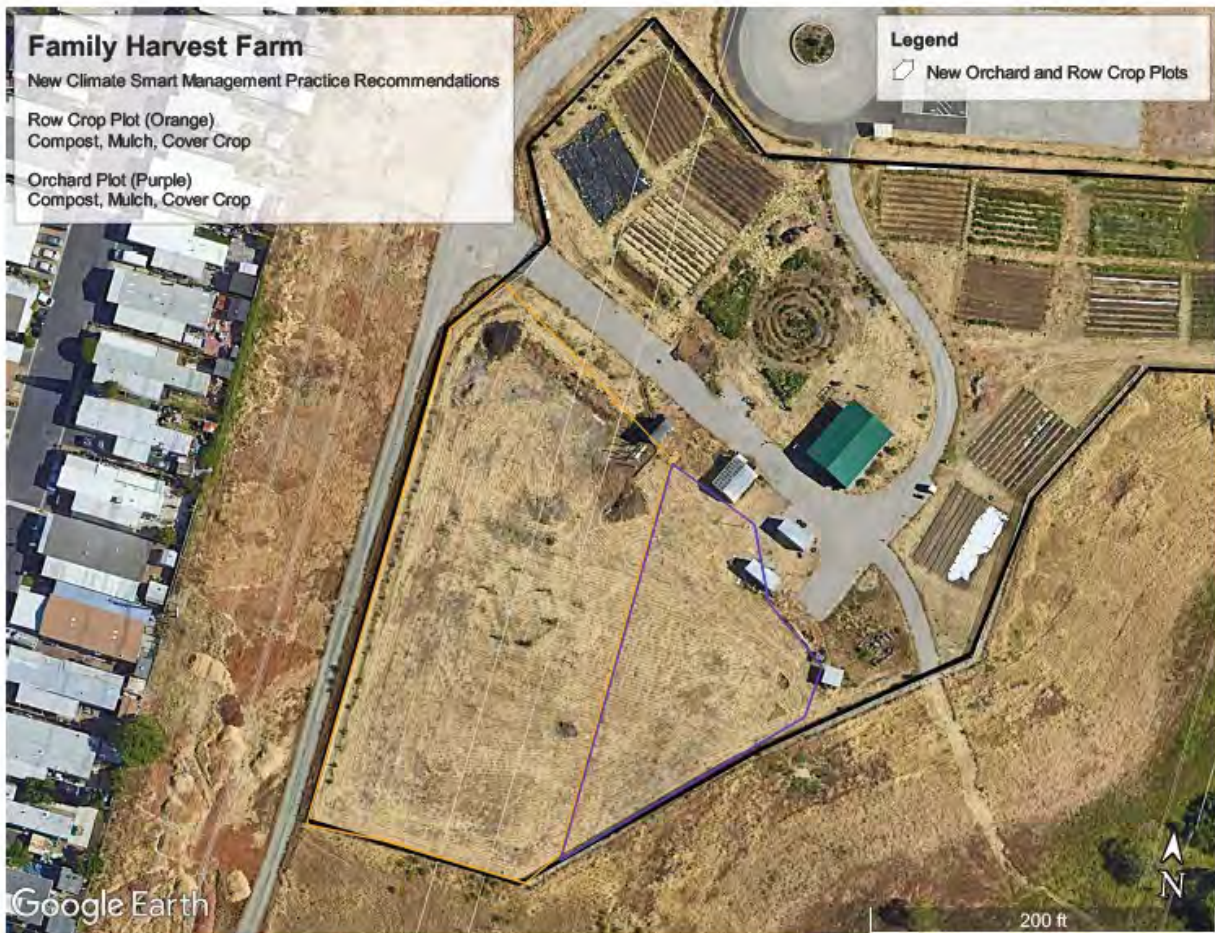 Family Harvest Farm
New Climate Smart Management Practice Recommendations
Row Crop Plot (Orange)
Compost, Mulch, Cover Crop
Orchard Plot (Purple)
Compost, Mulch, Cover Crop
Legend
New Orchard and Row Crop Plots
N
200 ft
Google Earth